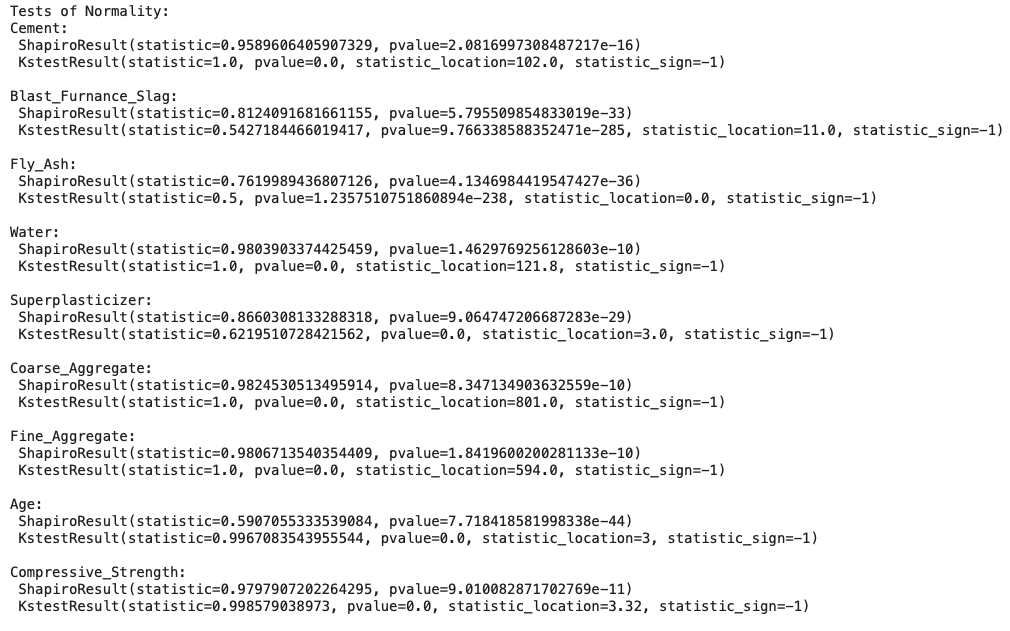 Tests of Normality:
Cement:
ShapiroResult(statistic=0.9589606405907329, pvalue=2.0816997308487217e-16)
KstestResult(statistic=1.0, pvalue=0.0, statistic_location=102.0, statistic_sign=-1)
Blast_Furnance_Slag:
ShapiroResult(statistic=0.8124091681661155, pvalue=5.795509854833019e-33)
KstestResult(statistic=0.5427184466019417, pvalue=9.766338588352471e-285, statistic_location=11.0, statistic_sign=-1)
Fly_Ash:
ShapiroResult(statistic=0.7619989436807126, pvalue=4.1346984419547427e-36)
KstestResult(statistic=0.5, pvalue=1.2357510751860894e-238, statistic_location=0.0, statistic_sign=-1)
Water:
ShapiroResult(statistic=0.9803903374425459, pvalue=1.4629769256128603e-10)
KstestResult(statistic=1.0, pvalue=0.0, statistic_location=121.8, statistic_sign=-1)
Superplasticizer:
ShapiroResult(statistic=0.8660308133288318, pvalue=9.064747206687283e-29)
KstestResult(statistic=0.6219510728421562, pvalue=0.0, statistic_location=3.0, statistic_sign=-1)
Coarse_Aggregate:
ShapiroResult(statistic=0.9824530513495914, pvalue=8.347134903632559e-10)
KstestResult(statistic=1.0, pvalue=0.0, statistic_location=801.0, statistic_sign=-1)
Fine_Aggregate:
ShapiroResult(statistic=0.9806713540354409, pvalue=1.8419600200281133e-10)
KstestResult(statistic=1.0, pvalue=0.0, statistic_location=594.0, statistic_sign=-1)
Age:
ShapiroResult(statistic=0.5907055333539084, pvalue=7.718418581998338e-44)
KstestResult(statistic=0.9967083543955544, pvalue=0.0, statistic_location=3, statistic_sign=-1)
Compressive_Strength:
ShapiroResult(statistic=0.9797907202264295, pvalue=9.010082871702769e-11)
KstestResult(statistic=0.998579038973, pvalue=0.0, statistic_location=3.32, statistic_sign=-1)